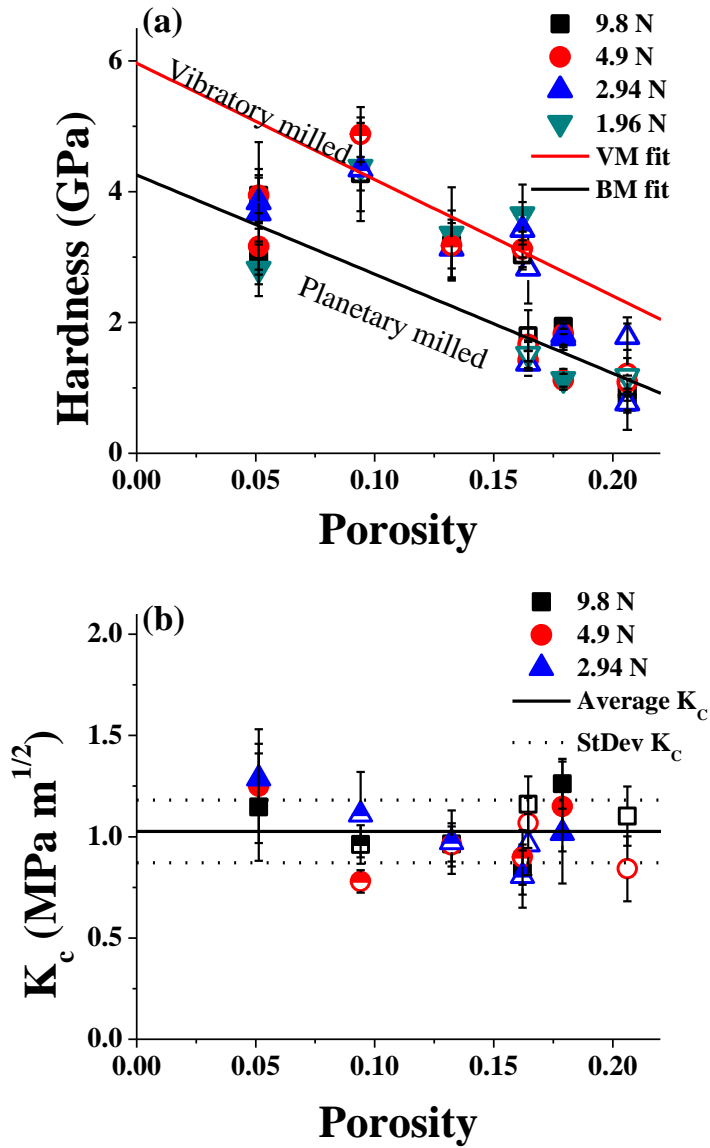 (a)
9.8 N
4.9 N
2.94 N
1.96 N
VM fit
BM fit
Vibratory milled
Planetary milled
Hardness (GPa)
6
4
2
0
0.00 0.05 0.10 0.15 0.20
Porosity
(b)
9.8 N
4.9 N
2.94 N
Average K_C
StDev K_C
K_c (MPa m^{1/2})
2.0
1.5
1.0
0.5
0.0
0.00 0.05 0.10 0.15 0.20
Porosity